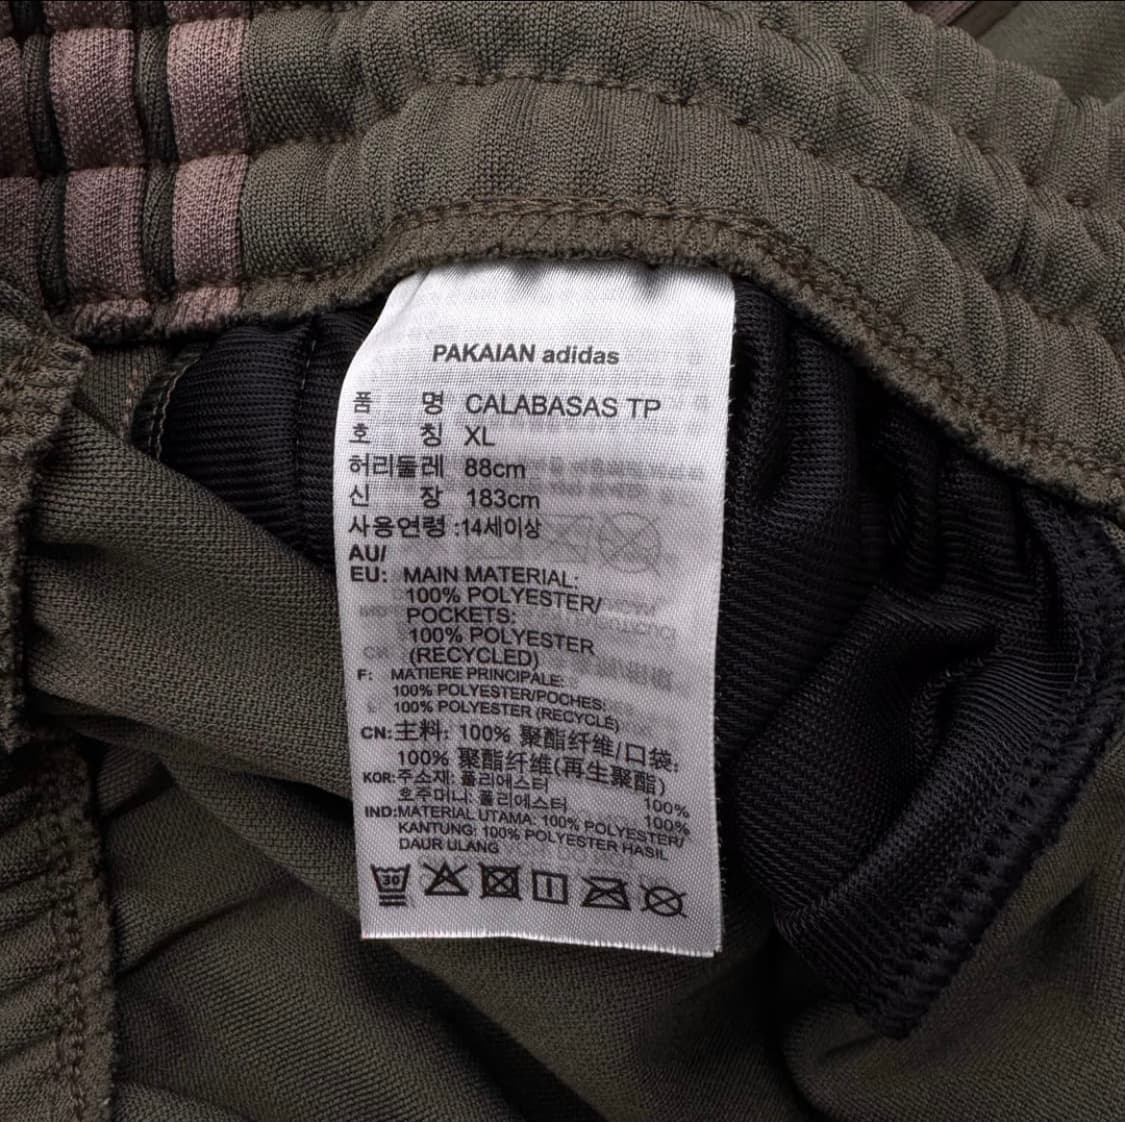 PAKAIAN adidas
품 명 CALABASAS TP
호 칭 XL
허리둘레 88cm
신 장 183cm
사용연령 :14세이상
AU/
EU: MAIN MATERIAL:
100% POLYESTER/
POCKETS:
100% POLYESTER
(RECYCLED)
F: MATIERE PRINCIPALE:
100% POLYESTER/POCHES:
100% POLYESTER (RECYCLÉ)
CN:主料: 100% 聚酯纤维/口袋:
100% 聚酯纤维(再生聚酯)
KOR:주소재: 폴리에스터 100%
호주머니: 폴리에스터 100%
IND:MATERIAL UTAMA: 100% POLYESTER/
KANTUNG: 100% POLYESTER HASIL
DAUR ULANG
30